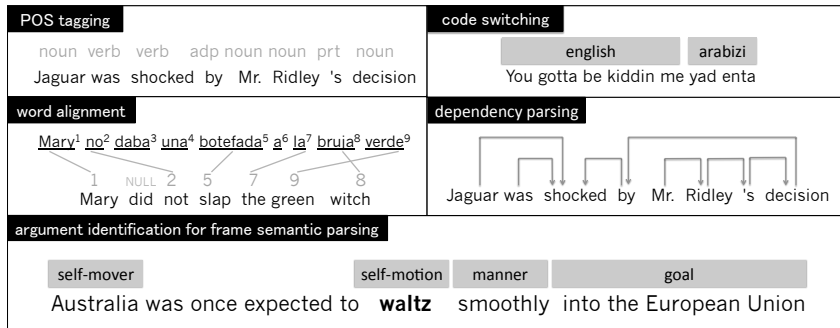 POS tagging
noun verb verb adp noun noun prt noun
Jaguar was shocked by Mr. Ridley 's decision
code switching
english arabizi
You gotta be kiddin me yad enta
word alignment
Mary¹ no² daba³ una⁴ botefada⁵ a⁶ la⁷ bruja⁸ verde⁹
1 NULL 2 5 7 9 8
Mary did not slap the green witch
dependency parsing
Jaguar was shocked by Mr. Ridley 's decision
argument identification for frame semantic parsing
self-mover self-motion manner goal
Australia was once expected to waltz smoothly into the European Union